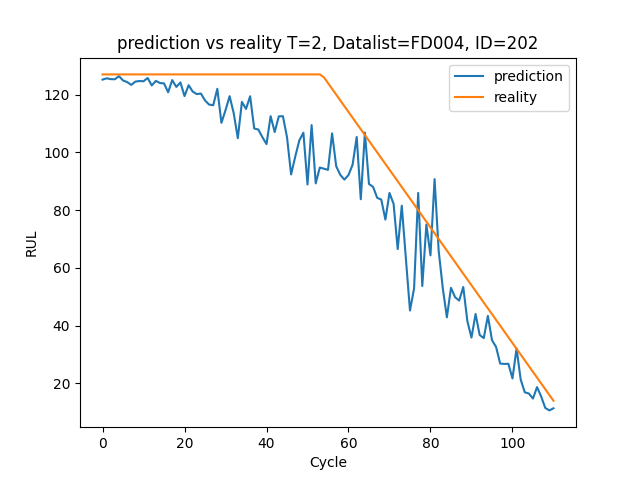 prediction vs reality T=2, Datalist=FD004, ID=202
prediction
reality
RUL
120
100
80
60
40
20
0 20 40 60 80 100
Cycle